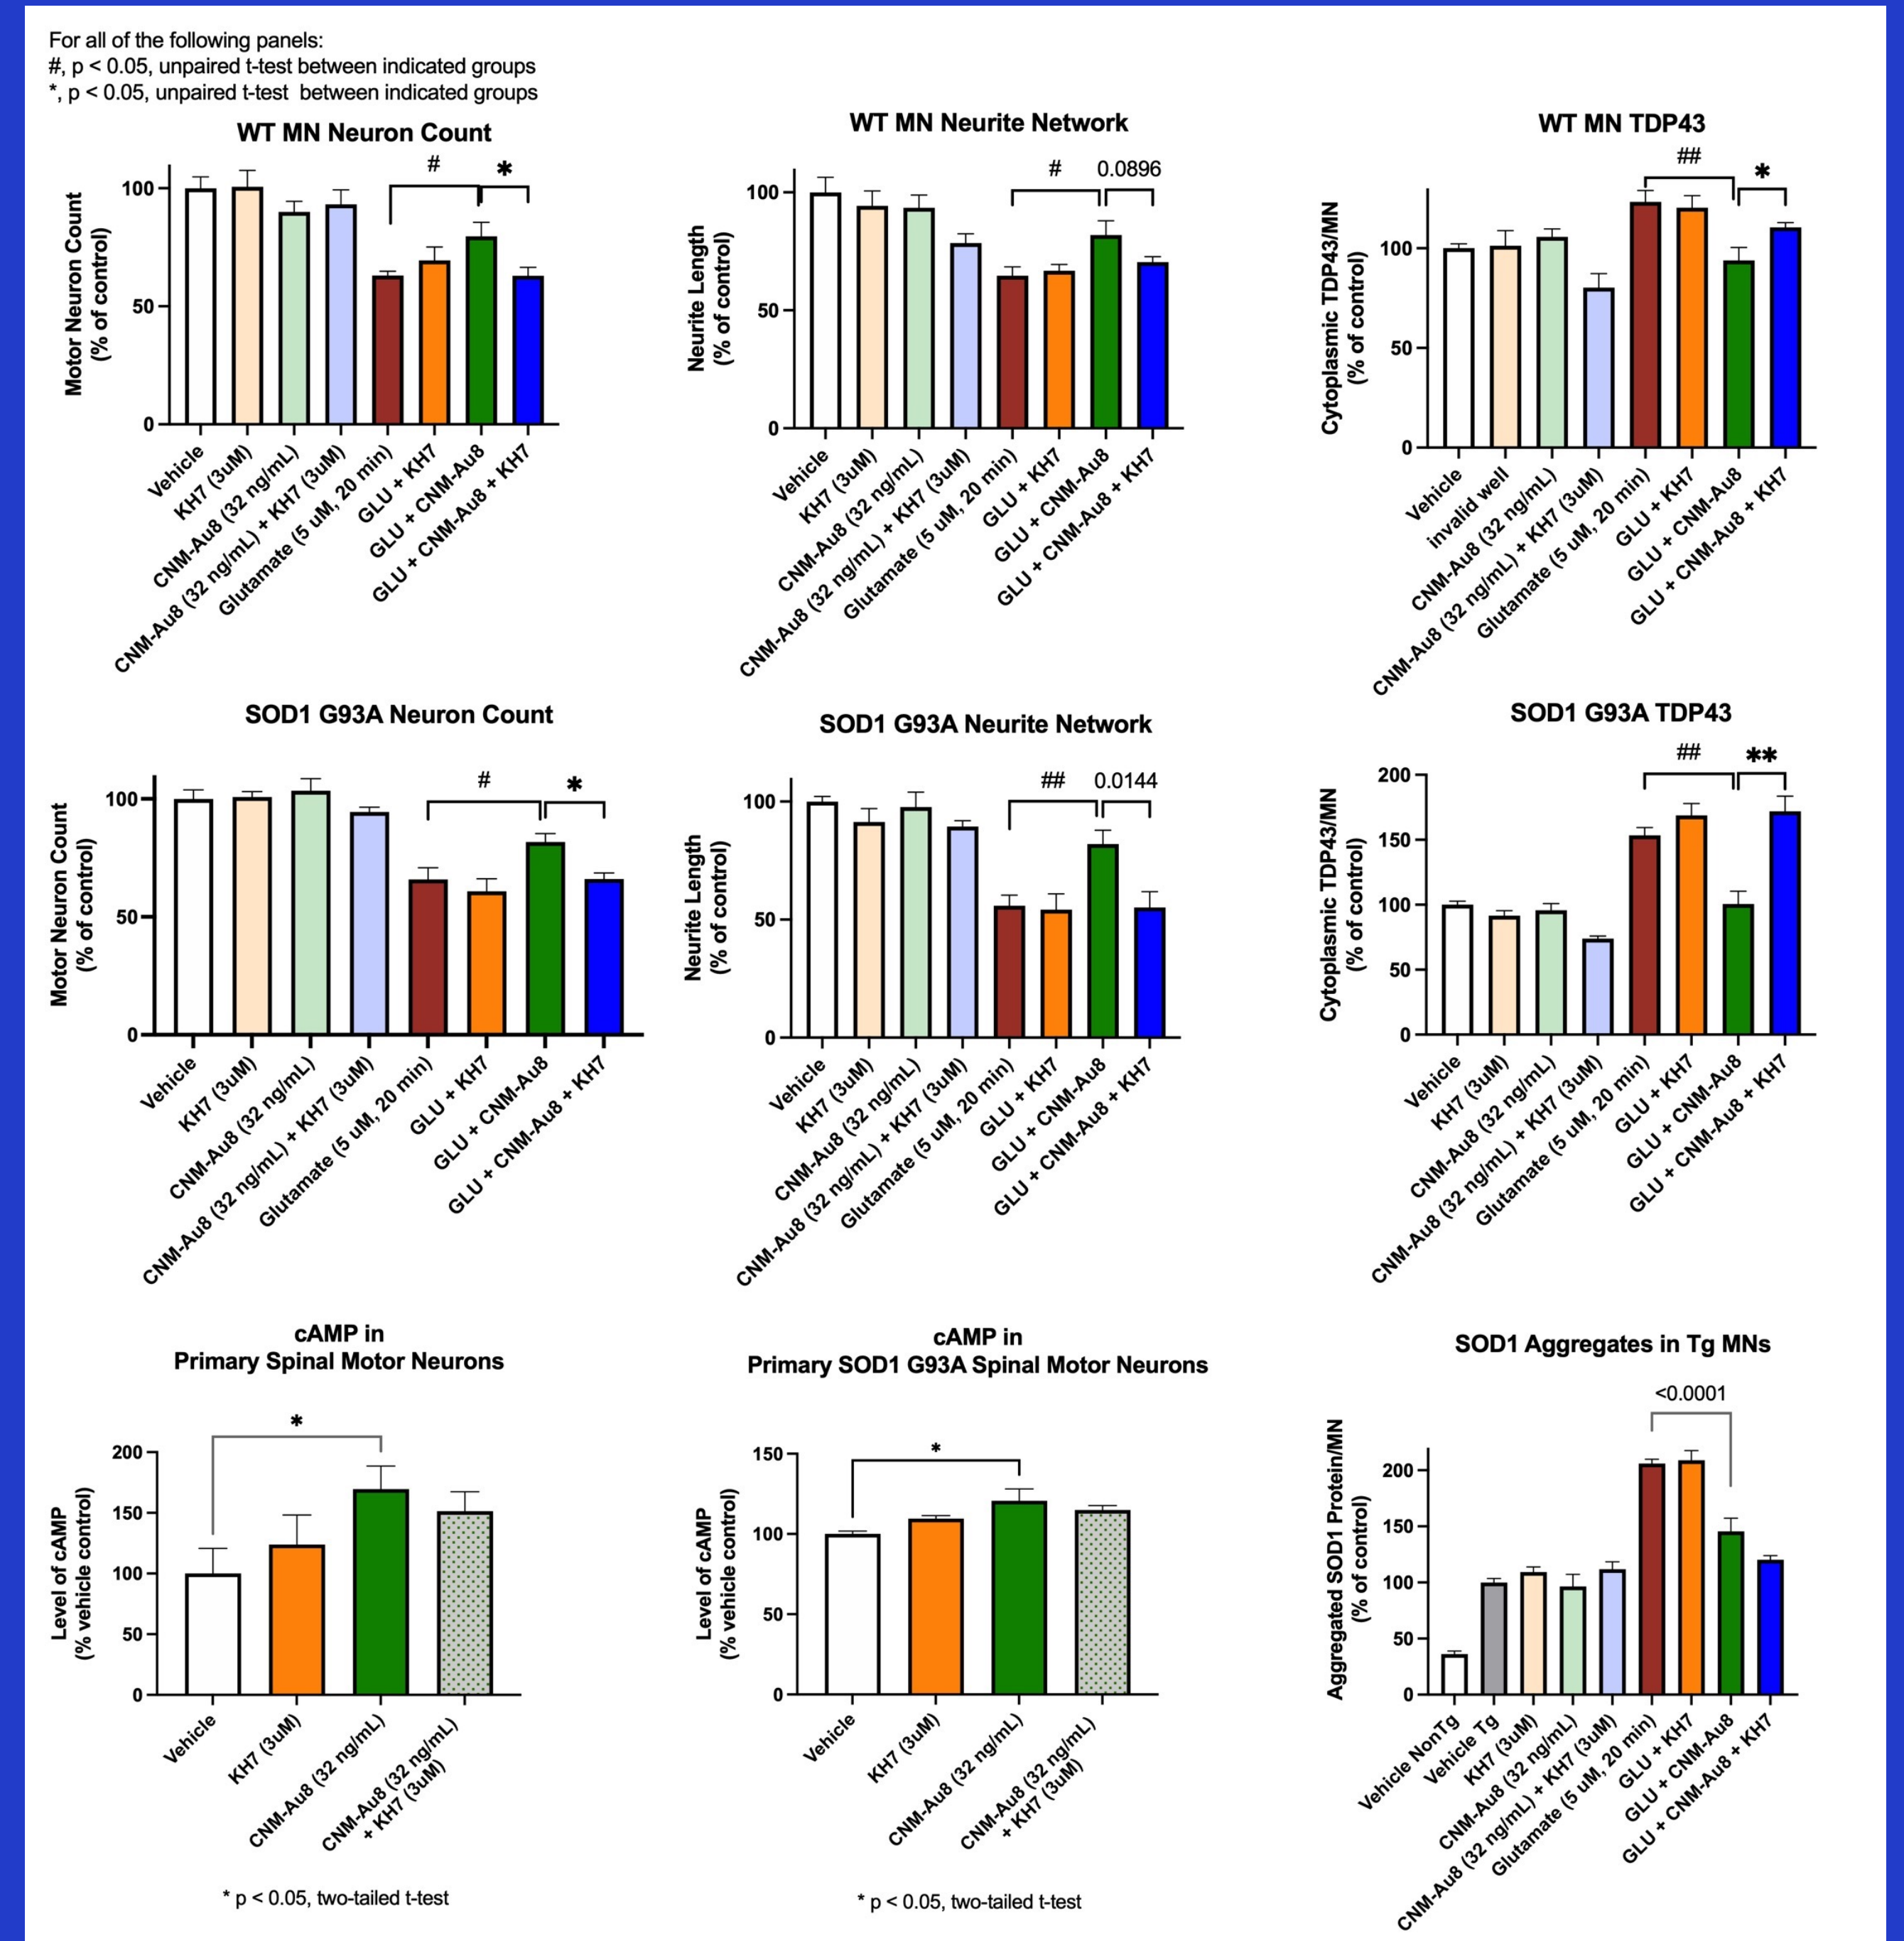 For all of the following panels:
#, p < 0.05, unpaired t-test between indicated groups
*, p < 0.05, unpaired t-test  between indicated groups
WT MN Neuron Count
Motor Neuron Count
(% of control)
100
50
0
#
*
Vehicle
KH7 (3uM)
CNM-Au8 (32 ng/mL)
CNM-Au8 (32 ng/mL) + KH7 (3uM)
Glutamate (5 uM, 20 min)
GLU + KH7
GLU + CNM-Au8
GLU + CNM-Au8 + KH7
WT MN Neurite Network
Neurite Length
(% of control)
100
50
0
#
0.0896
Vehicle
KH7 (3uM)
CNM-Au8 (32 ng/mL)
CNM-Au8 (32 ng/mL) + KH7 (3uM)
Glutamate (5 uM, 20 min)
GLU + KH7
GLU + CNM-Au8
GLU + CNM-Au8 + KH7
WT MN TDP43
Cytoplasmic TDP43/MN
(% of control)
100
50
0
##
*
Vehicle
invalid well
CNM-Au8 (32 ng/mL)
CNM-Au8 (32 ng/mL) + KH7 (3uM)
Glutamate (5 uM, 20 min)
GLU + KH7
GLU + CNM-Au8
GLU + CNM-Au8 + KH7
SOD1 G93A Neuron Count
Motor Neuron Count
(% of control)
100
50
0
#
*
Vehicle
KH7 (3uM)
CNM-Au8 (32 ng/mL)
CNM-Au8 (32 ng/mL) + KH7 (3uM)
Glutamate (5 uM, 20 min)
GLU + KH7
GLU + CNM-Au8
GLU + CNM-Au8 + KH7
SOD1 G93A Neurite Network
Neurite Length
(% of control)
100
50
0
##
0.0144
Vehicle
KH7 (3uM)
CNM-Au8 (32 ng/mL)
CNM-Au8 (32 ng/mL) + KH7 (3uM)
Glutamate (5 uM, 20 min)
GLU + KH7
GLU + CNM-Au8
GLU + CNM-Au8 + KH7
SOD1 G93A TDP43
Cytoplasmic TDP43/MN
(% of control)
200
150
100
50
0
##
**
Vehicle
KH7 (3uM)
CNM-Au8 (32 ng/mL)
CNM-Au8 (32 ng/mL) + KH7 (3uM)
Glutamate (5 uM, 20 min)
GLU + KH7
GLU + CNM-Au8
GLU + CNM-Au8 + KH7
cAMP in
Primary Spinal Motor Neurons
Level of cAMP
(% vehicle control)
200
150
100
50
0
*
Vehicle
KH7 (3uM)
CNM-Au8 (32 ng/mL)
CNM-Au8 (32 ng/mL)
+ KH7 (3uM)
* p < 0.05, two-tailed t-test
cAMP in
Primary SOD1 G93A Spinal Motor Neurons
Level of cAMP
(% vehicle control)
150
100
50
0
*
Vehicle
KH7 (3uM)
CNM-Au8 (32 ng/mL)
CNM-Au8 (32 ng/mL)
+ KH7 (3uM)
* p < 0.05, two-tailed t-test
SOD1 Aggregates in Tg MNs
Aggregated SOD1 Protein/MN
(% of control)
200
150
100
50
0
<0.0001
Vehicle NonTg
Vehicle Tg
KH7 (3uM)
CNM-Au8 (32 ng/mL)
CNM-Au8 (32 ng/mL) + KH7 (3uM)
Glutamate (5 uM, 20 min)
GLU + KH7
GLU + CNM-Au8
GLU + CNM-Au8 + KH7